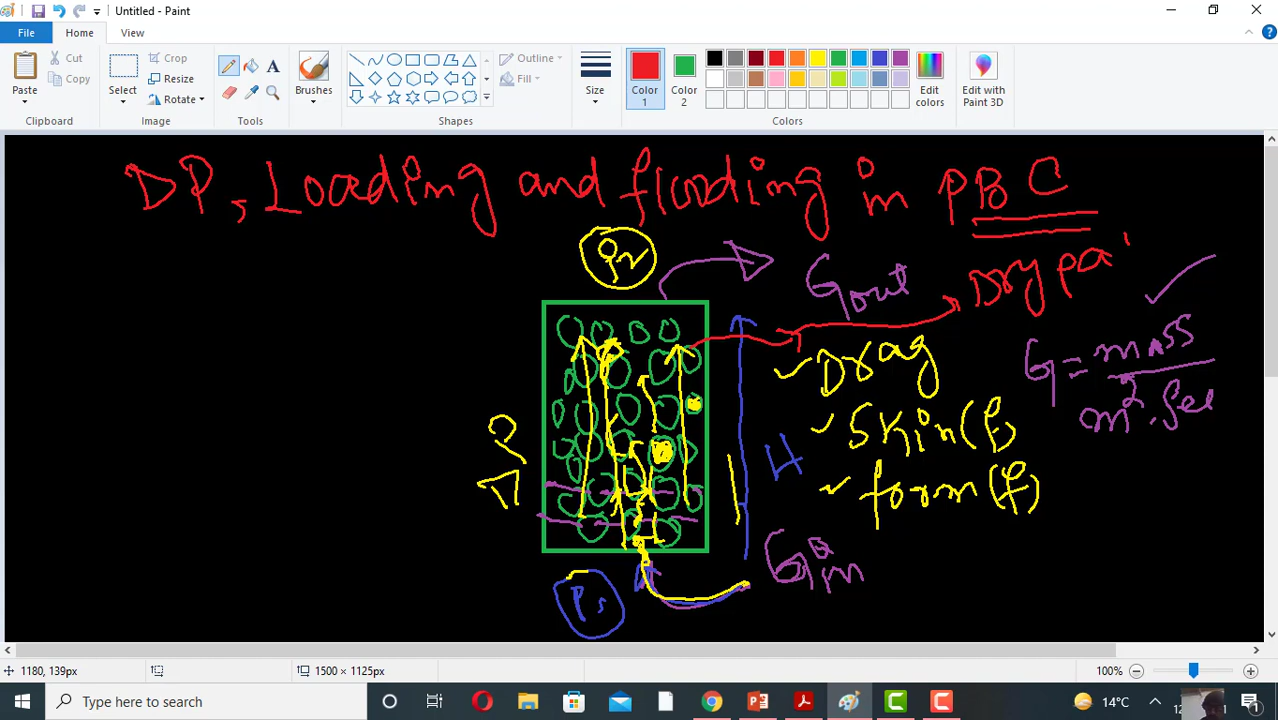 Untitled - Paint
File
Home
View
Paste
Cut
Copy
Clipboard
Select
Crop
Resize
Rotate
Image
Tools
Brushes
Shapes
Outline
Fill
Size
Color 1
Color 2
Colors
Edit colors
Edit with Paint 3D
DP, Loading and flooding in PBC
Gout
Dry pa
G = mass
m².sec
Drag
Skin (f)
form (f)
H
Gin
1180, 139px
1500 × 1125px
100%
Type here to search
14°C